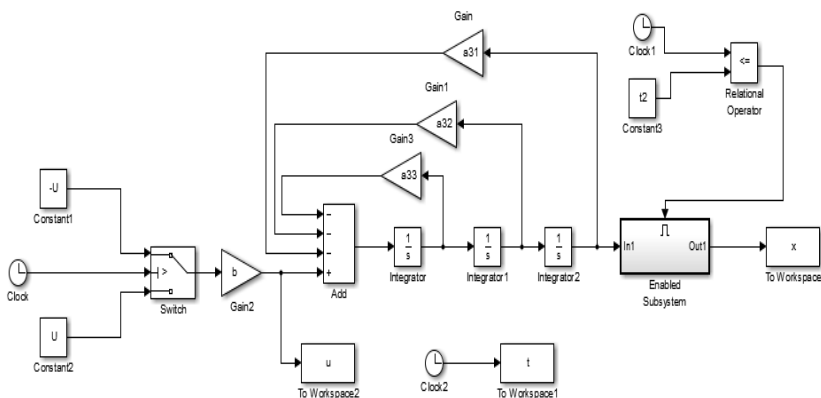 Gain
a31
Clock1
<=
Relational
Operator
t2
Constant3
Gain1
a32
Gain3
a33
-U
Constant1
−
−
−
+
Add
1
s
Integrator
1
s
Integrator1
1
s
Integrator2
In1
Out1
Enabled
Subsystem
x
To Workspace
Clock
>
Switch
b
Gain2
U
Constant2
u
To Workspace2
Clock2
t
To Workspace1